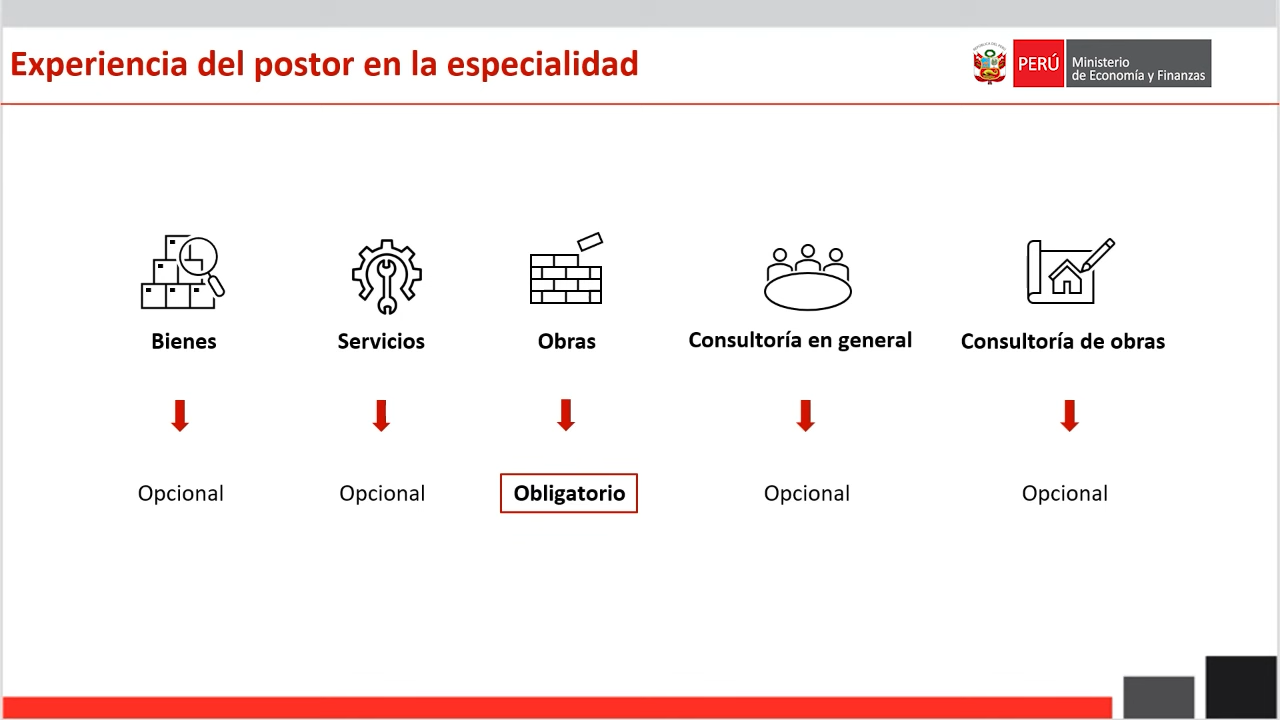 Experiencia del postor en la especialidad
PERÚ
Ministerio
de Economía y Finanzas
Bienes
Servicios
Obras
Consultoría en general
Consultoría de obras
Opcional
Opcional
Obligatorio
Opcional
Opcional